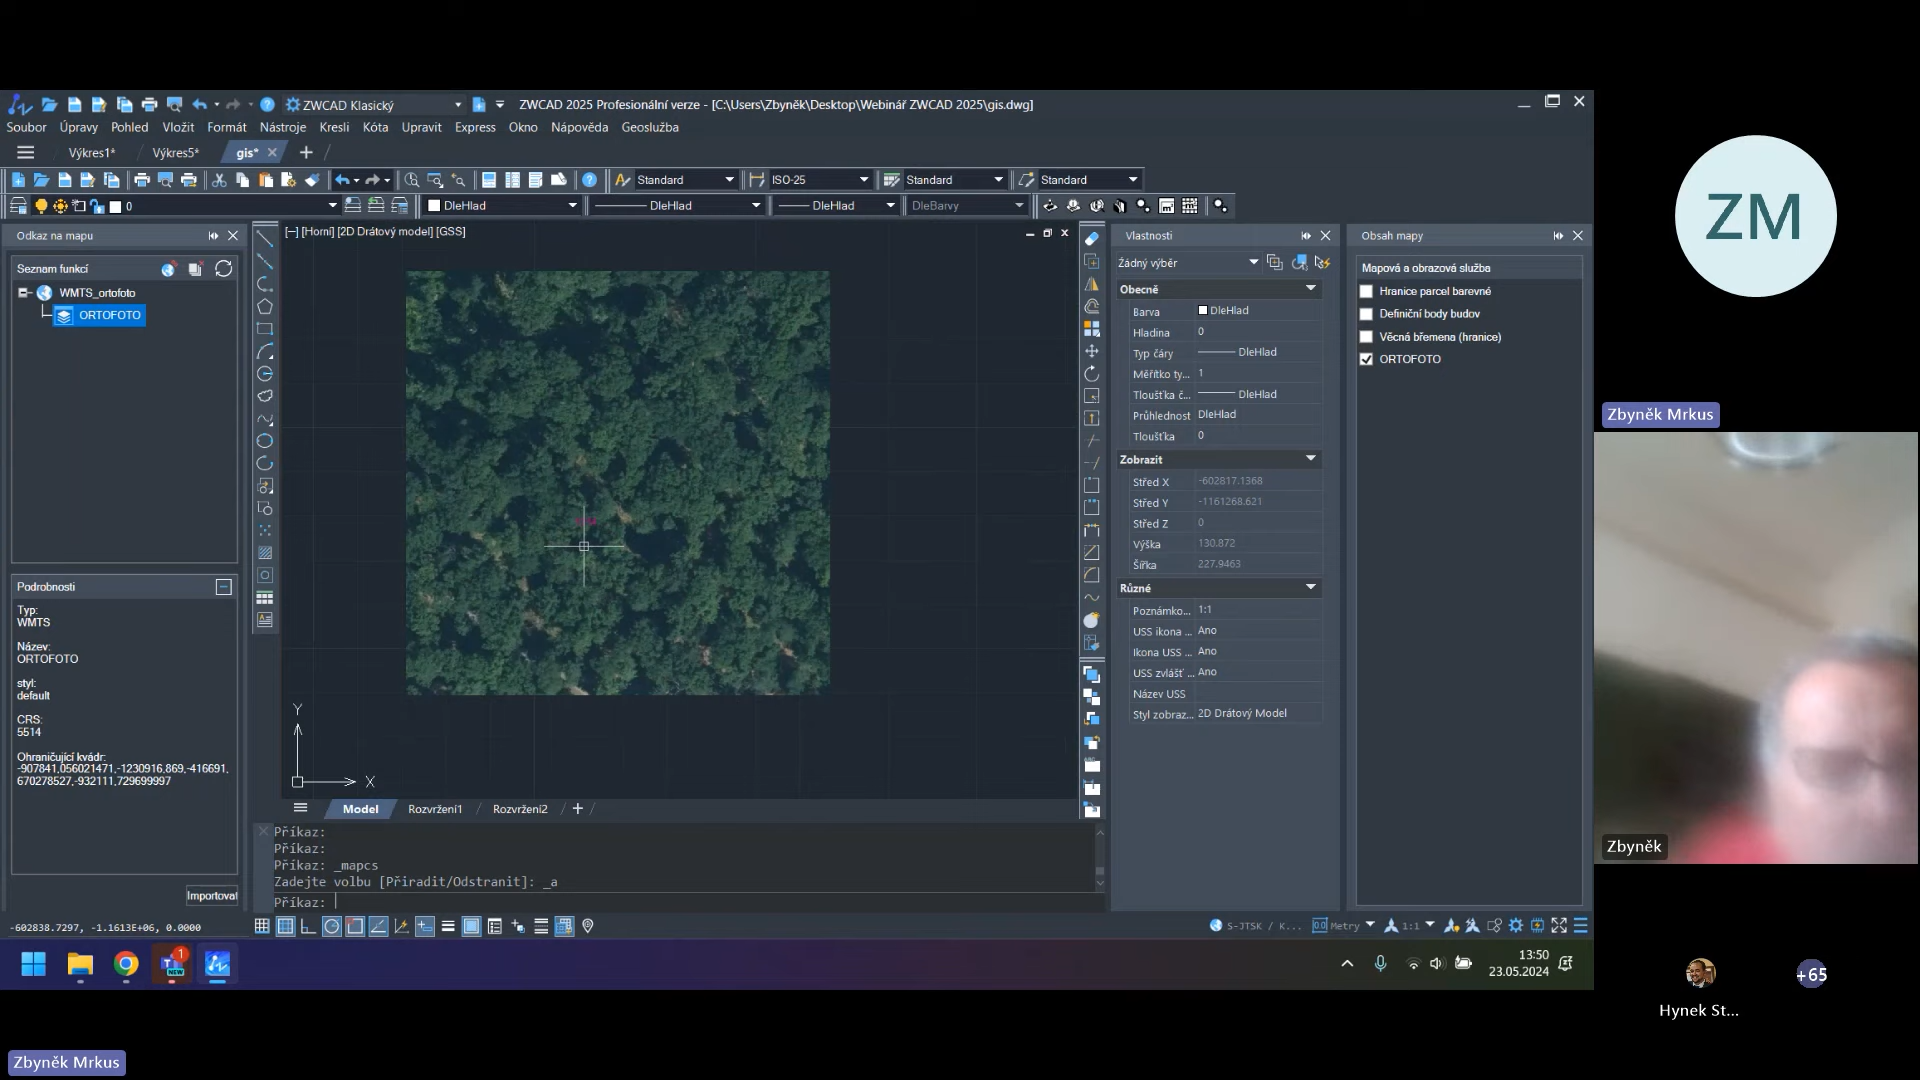 ZWCAD Klasický
ZWCAD 2025 Profesionální verze - [C:\Users\Zbyněk\Desktop\Webinář ZWCAD 2025\gis.dwg]
Soubor Úpravy Pohled Vložit Formát Nástroje Kresli Kóta Upravit Express Okno Nápověda Geoslužba
Výkres1* Výkres5* gis*
Standard ISO-25 Standard Standard
0 DleHlad DleHlad DleHlad DleBarvy
Odkaz na mapu
Seznam funkcí
WMTS_ortofoto
ORTOFOTO
Podrobnosti
Typ:
WMTS
Název:
ORTOFOTO
styl:
default
CRS:
5514
Ohraničující kvádr:
-907841,056021471,-1230916,869,-416691,
670278527,-932111,729699997
Importovat
[−] [Horní] [2D Drátový model] [GSS]
Y
X
Model Rozvržení1 Rozvržení2
Příkaz:
Příkaz:
Příkaz: _mapcs
Zadejte volbu [Přiradit/Odstranit]: _a
Příkaz:
Vlastnosti
Žádný výběr
Obecně
Barva DleHlad
Hladina 0
Typ čáry DleHlad
Měřítko ty... 1
Tloušťka č... DleHlad
Průhlednost DleHlad
Tloušťka 0
Zobrazit
Střed X -602817.1368
Střed Y -1161268.621
Střed Z 0
Výška 130.872
Šířka 227.9463
Různé
Poznámko... 1:1
USS ikona ... Ano
Ikona USS ... Ano
USS zvlášť ... Ano
Název USS
Styl zobraz... 2D Drátový Model
Obsah mapy
Mapová a obrazová služba
Hranice parcel barevné
Definiční body budov
Věcná břemena (hranice)
ORTOFOTO
-602838.7297, -1.1613E+06, 0.0000
S-JTSK / K... Metry 1:1
1
NEW
13:50
23.05.2024
ZM
Zbyněk Mrkus
Zbyněk
Hynek St...
+65
Zbyněk Mrkus